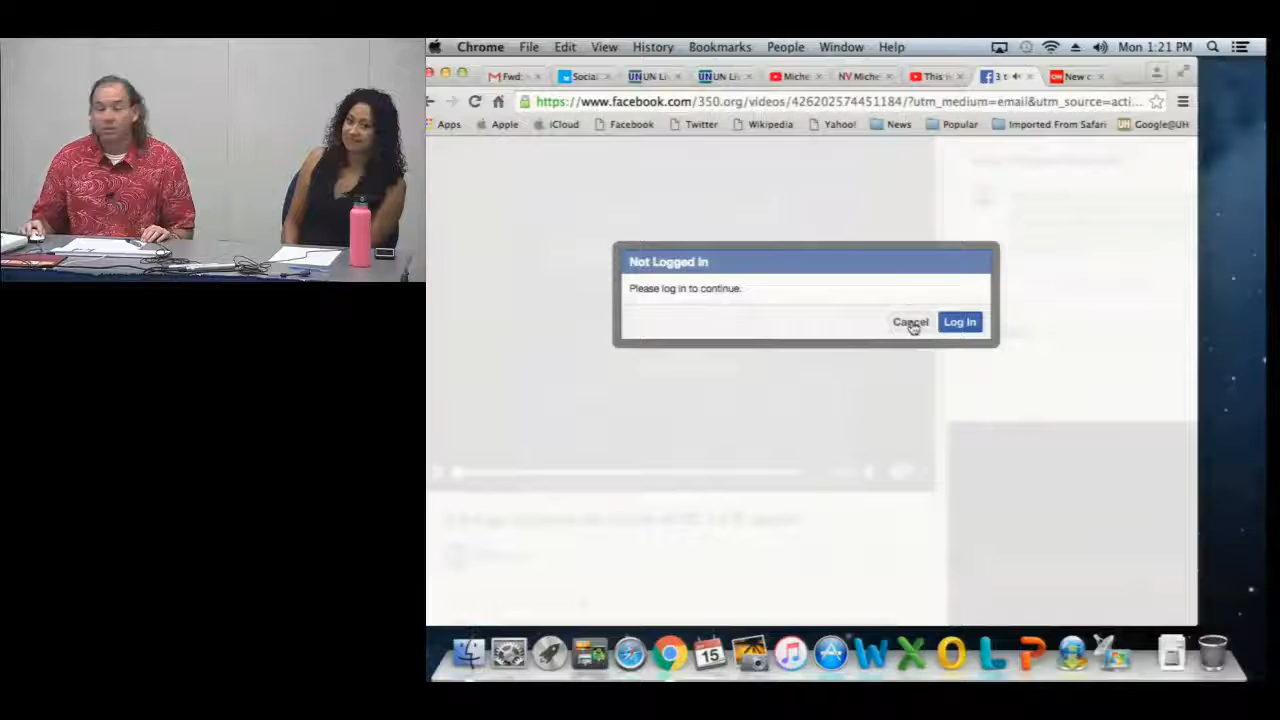 Chrome File Edit View History Bookmarks People Window Help Mon 1:21 PM
Fwd: Social UN Li UN Li Miche NV Miche This i 3 t New c
https://www.facebook.com/350.org/videos/426202574451184/?utm_medium=email&utm_source=acti...
Apps Apple iCloud Facebook Twitter Wikipedia Yahoo! News Popular Imported From Safari Google@UH
Not Logged In
Please log in to continue.
Cancel Log In
15